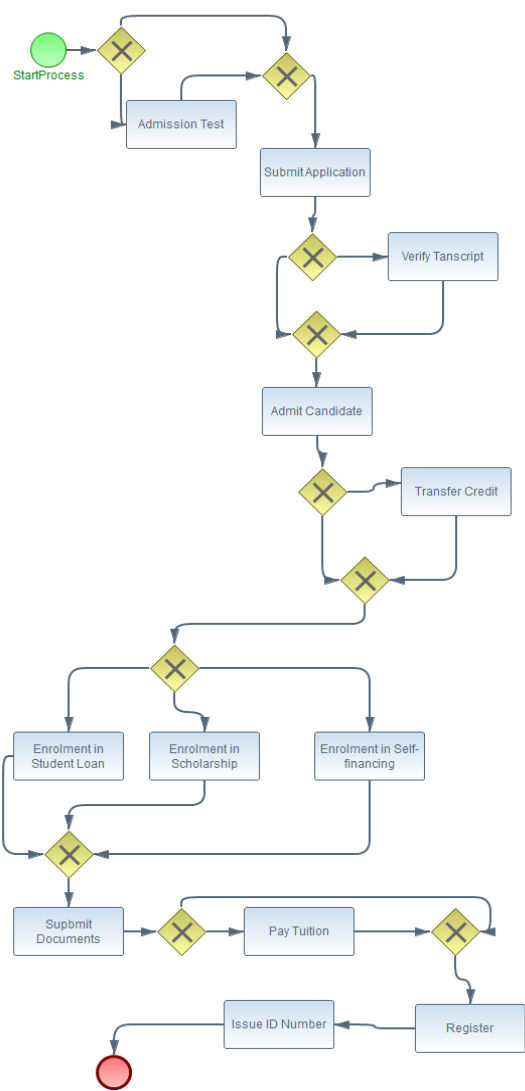 StartProcess
Admission Test
Submit Application
Verify Tanscript
Admit Candidate
Transfer Credit
Enrolment in
Student Loan
Enrolment in
Scholarship
Enrolment in Self-
financing
Supbmit
Documents
Pay Tuition
Issue ID Number
Register